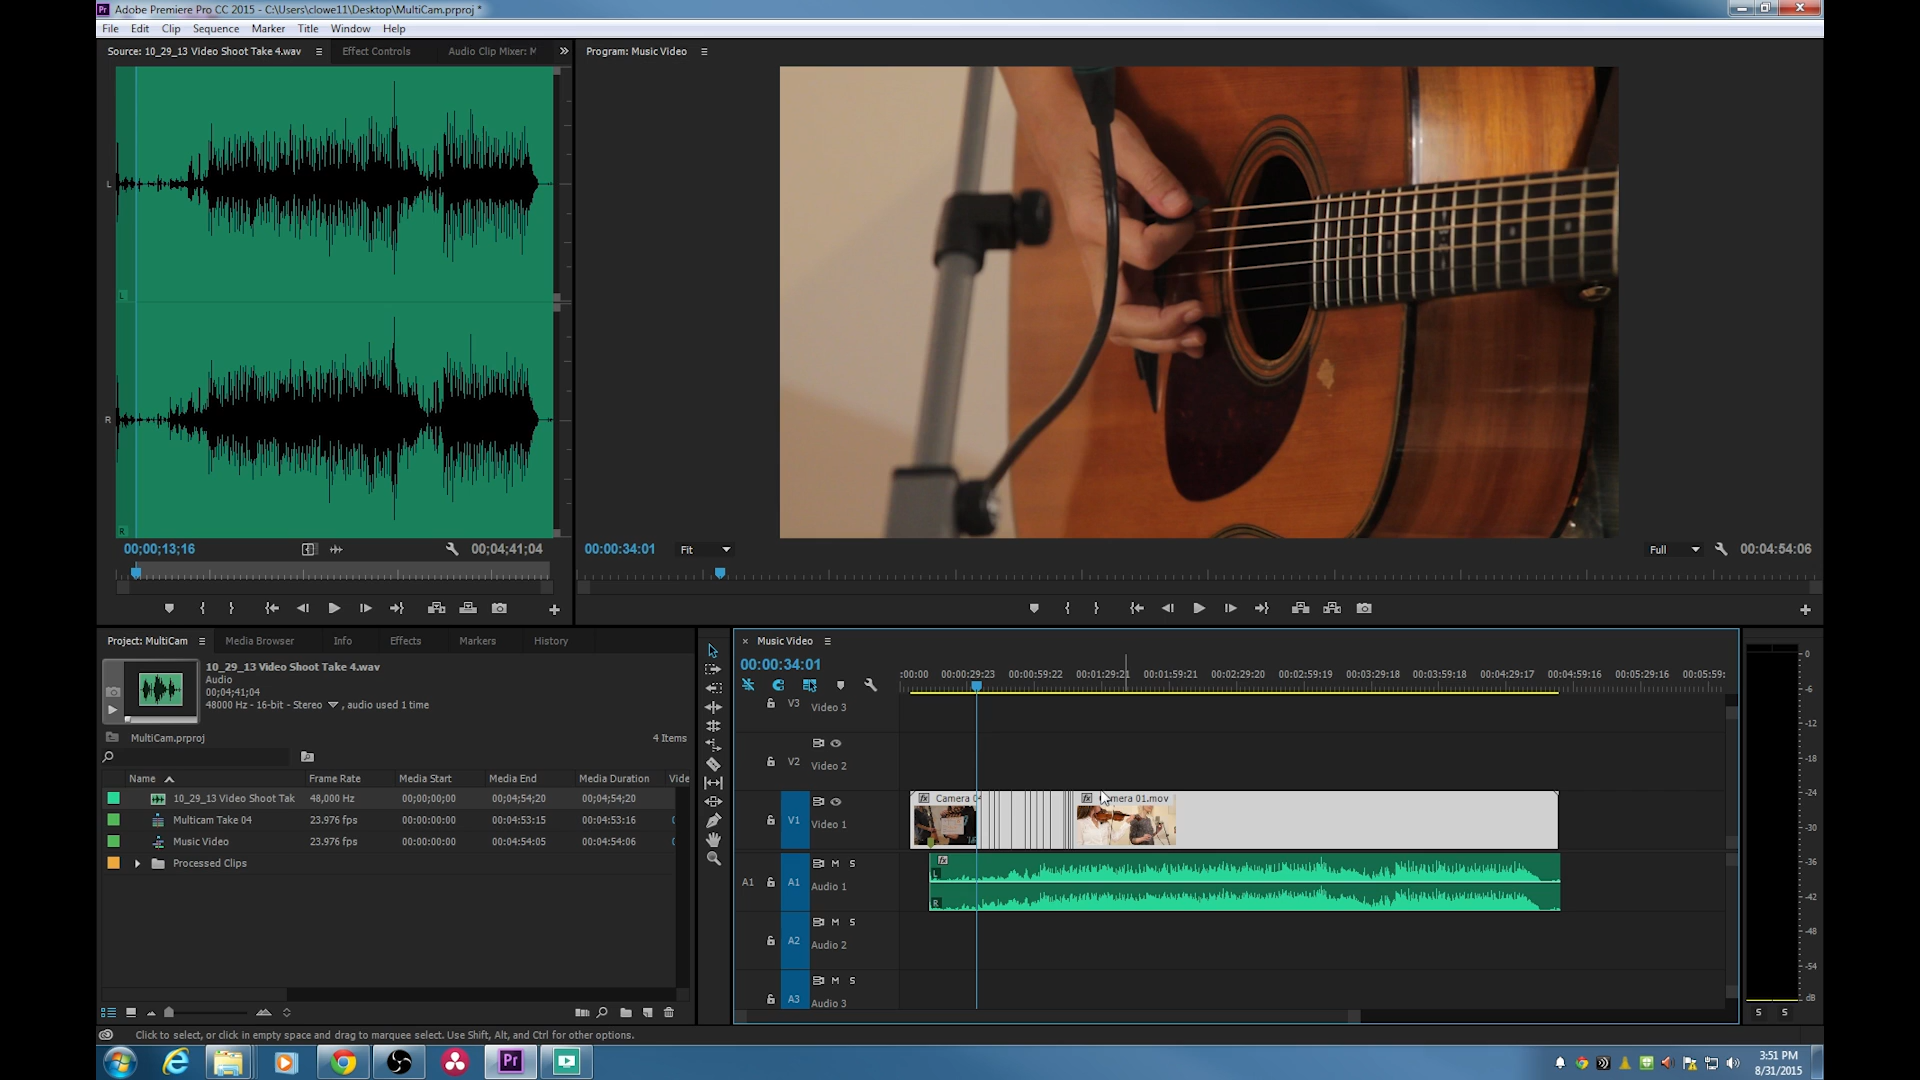 Pr Adobe Premiere Pro CC 2015 - C:\Users\clowe11\Desktop\MultiCam.prproj *
File Edit Clip Sequence Marker Title Window Help
Source: 10_29_13 Video Shoot Take 4.wav Effect Controls Audio Clip Mixer: M
Program: Music Video
L
L
R
R
00;00;13;16 00;04;41;04
00:00:34:01 Fit Full 00:04:54:06
Project: MultiCam Media Browser Info Effects Markers History
10_29_13 Video Shoot Take 4.wav
Audio
00;04;41;04
48000 Hz - 16-bit - Stereo , audio used 1 time
MultiCam.prproj 4 Items
Name Frame Rate Media Start Media End Media Duration Vide
10_29_13 Video Shoot Tak 48,000 Hz 00;00;00;00 00;04;54;20 00;04;54;20
Multicam Take 04 23.976 fps 00:00:00:00 00:04:53:15 00:04:53:16 0
Music Video 23.976 fps 00:00:00:00 00:04:54:05 00:04:54:06 0
Processed Clips
× Music Video
00:00:34:01
:00:00 00:00:29:23 00:00:59:22 00:01:29:21 00:01:59:21 00:02:29:20 00:02:59:19 00:03:29:18 00:03:59:18 00:04:29:17 00:04:59:16 00:05:29:16 00:05:59:
V3 Video 3
V2 Video 2
V1 Video 1
fx Camera 04
fx mera 01.mov
A1 A1 M S Audio 1
fx
L
R
A2 M S Audio 2
A3 M S Audio 3
0
-6
-12
-18
-24
-30
-36
-42
-48
-54
dB
S S
Click to select, or click in empty space and drag to marquee select. Use Shift, Alt, and Ctrl for other options.
Pr
3:51 PM
8/31/2015